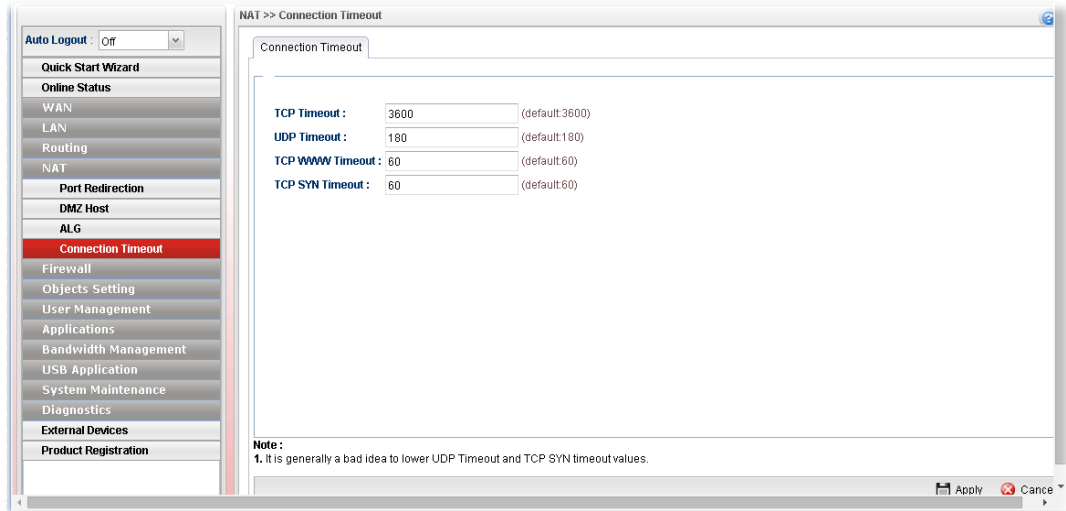 NAT >> Connection Timeout
Auto Logout : Off
Quick Start Wizard
Online Status
WAN
LAN
Routing
NAT
Port Redirection
DMZ Host
ALG
Connection Timeout
Firewall
Objects Setting
User Management
Applications
Bandwidth Management
USB Application
System Maintenance
Diagnostics
External Devices
Product Registration
Connection Timeout
TCP Timeout : 3600 (default:3600)
UDP Timeout : 180 (default:180)
TCP WWW Timeout : 60 (default:60)
TCP SYN Timeout : 60 (default:60)
Note :
1. It is generally a bad idea to lower UDP Timeout and TCP SYN timeout values.
Apply Cance